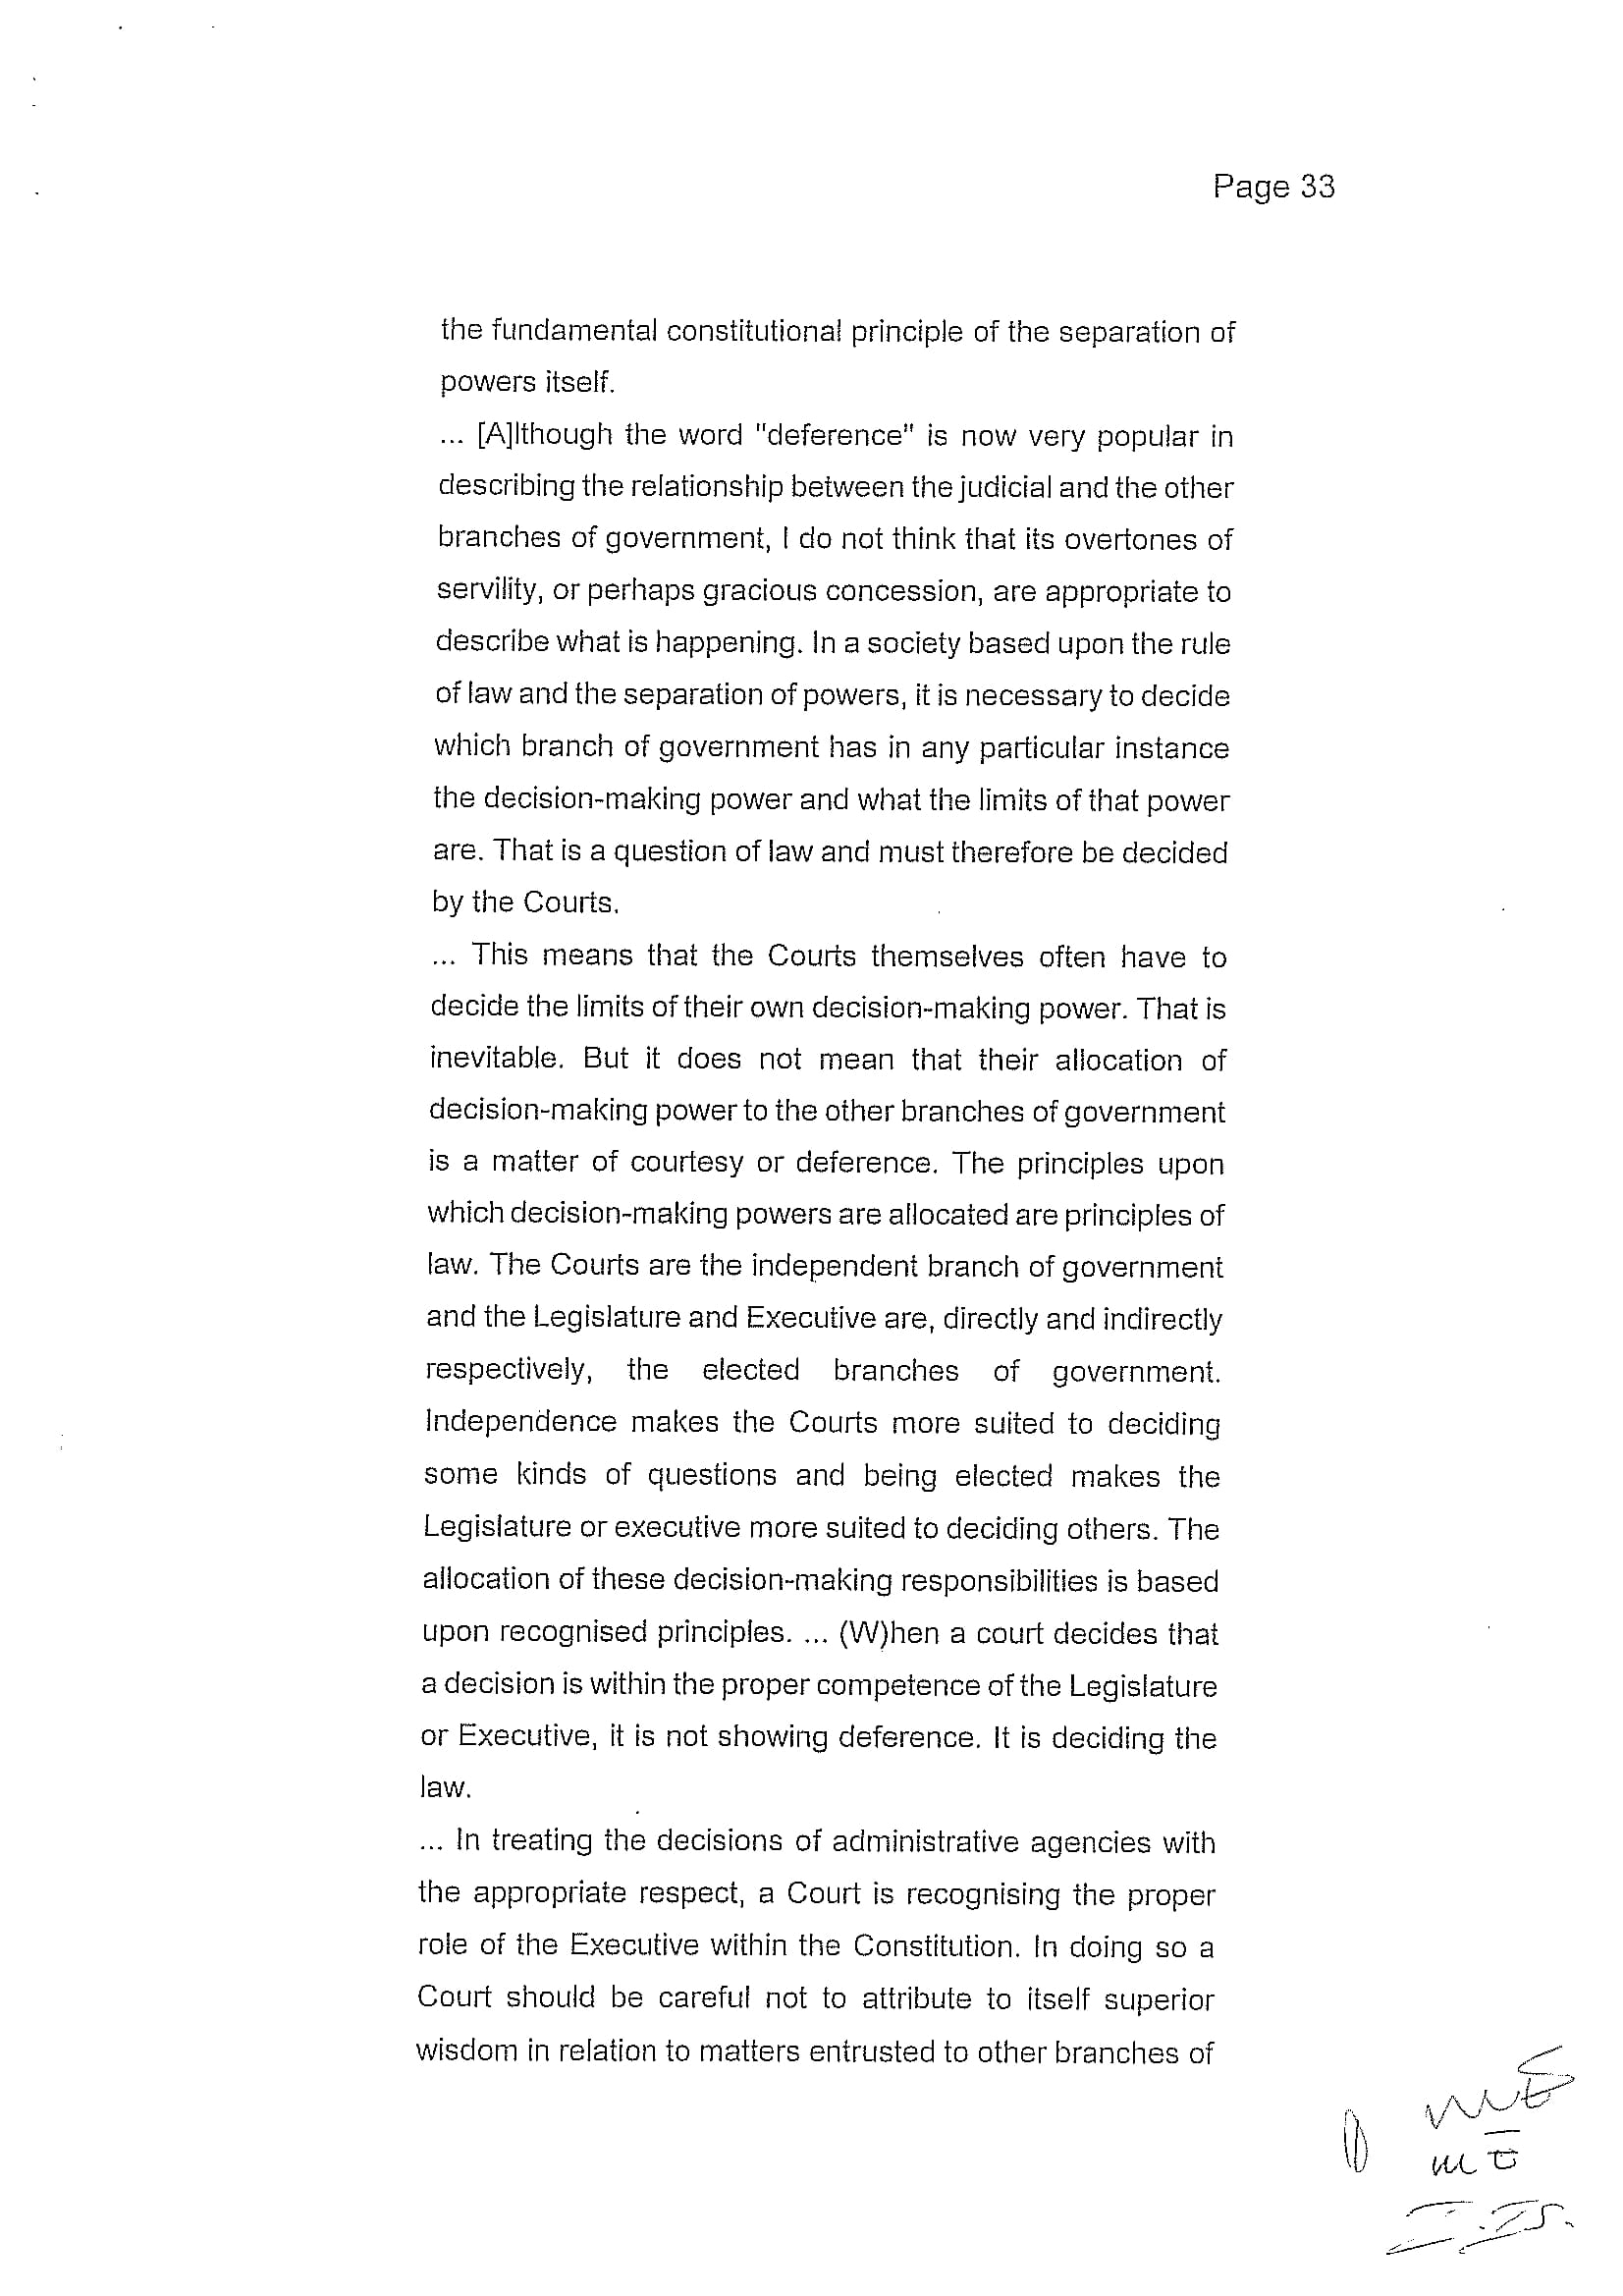 Page 33
the fundamental constitutional principle of the separation of
powers itself.
... [A]lthough the word "deference" is now very popular in
describing the relationship between the judicial and the other
branches of government, I do not think that its overtones of
servility, or perhaps gracious concession, are appropriate to
describe what is happening. In a society based upon the rule
of law and the separation of powers, it is necessary to decide
which branch of government has in any particular instance
the decision-making power and what the limits of that power
are. That is a question of law and must therefore be decided
by the Courts.
... This means that the Courts themselves often have to
decide the limits of their own decision-making power. That is
inevitable. But it does not mean that their allocation of
decision-making power to the other branches of government
is a matter of courtesy or deference. The principles upon
which decision-making powers are allocated are principles of
law. The Courts are the independent branch of government
and the Legislature and Executive are, directly and indirectly
respectively, the elected branches of government.
Independence makes the Courts more suited to deciding
some kinds of questions and being elected makes the
Legislature or executive more suited to deciding others. The
allocation of these decision-making responsibilities is based
upon recognised principles. ... (W)hen a court decides that
a decision is within the proper competence of the Legislature
or Executive, it is not showing deference. It is deciding the
law.
... In treating the decisions of administrative agencies with
the appropriate respect, a Court is recognising the proper
role of the Executive within the Constitution. In doing so a
Court should be careful not to attribute to itself superior
wisdom in relation to matters entrusted to other branches of